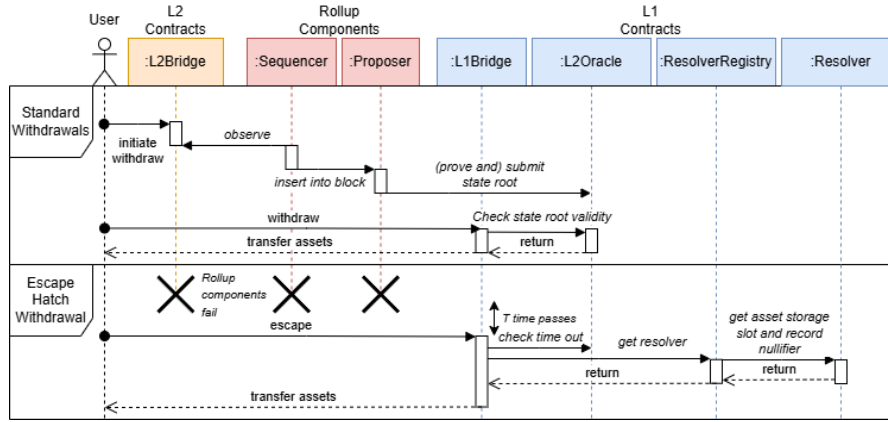 User
L2
Contracts
Rollup
Components
L1
Contracts
:L2Bridge
:Sequencer
:Proposer
:L1Bridge
:L2Oracle
:ResolverRegistry
:Resolver
Standard
Withdrawals
initiate
withdraw
observe
insert into block
(prove and) submit
state root
withdraw
Check state root validity
transfer assets
return
Escape
Hatch
Withdrawal
Rollup
components
fail
T time passes
escape
check time out
get resolver
get asset storage
slot and record
nullifier
return
return
transfer assets